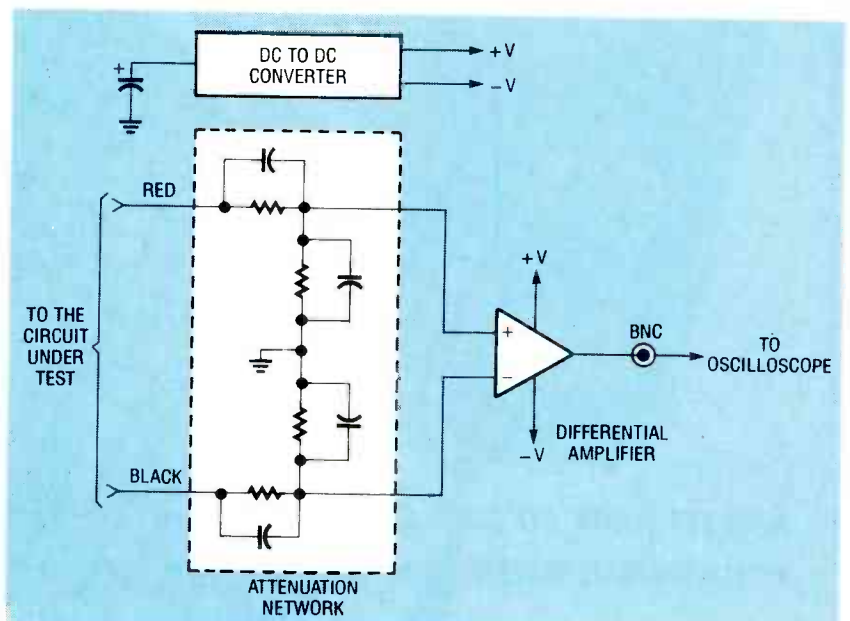 DC TO DC
CONVERTER
+V
−V
+
RED
TO THE
CIRCUIT
UNDER
TEST
BLACK
ATTENUATION
NETWORK
+V
+
−
−V
DIFFERENTIAL
AMPLIFIER
BNC
TO
OSCILLOSCOPE